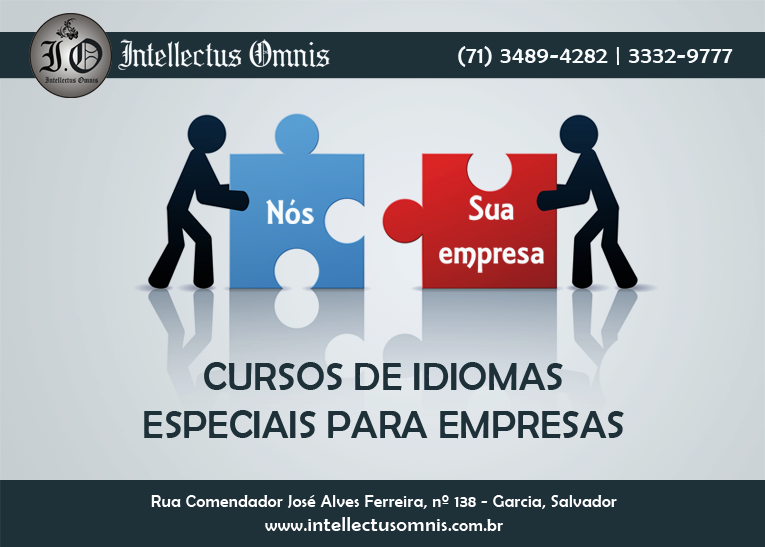 I.O
Intellectus Omnis
Intellectus Omnis
(71) 3489-4282 | 3332-9777
Nós
Sua
empresa
CURSOS DE IDIOMAS
ESPECIAIS PARA EMPRESAS
Rua Comendador José Alves Ferreira, nº 138 - Garcia, Salvador
www.intellectusomnis.com.br